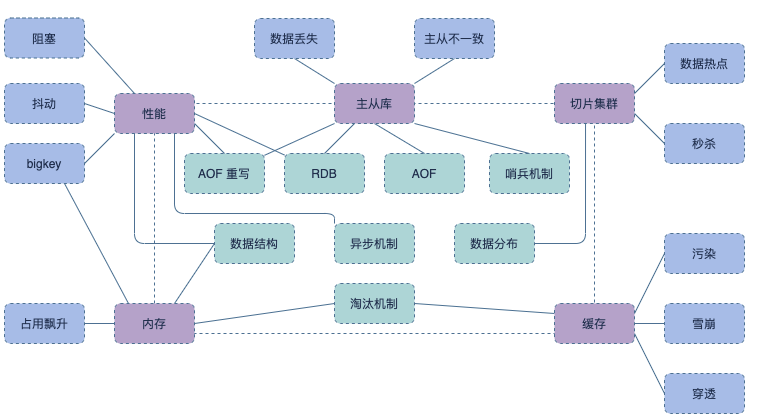 阻塞
数据丢失
主从不一致
数据热点
抖动
性能
主从库
切片集群
bigkey
AOF 重写
RDB
AOF
哨兵机制
秒杀
数据结构
异步机制
数据分布
污染
占用飘升
内存
淘汰机制
缓存
雪崩
穿透